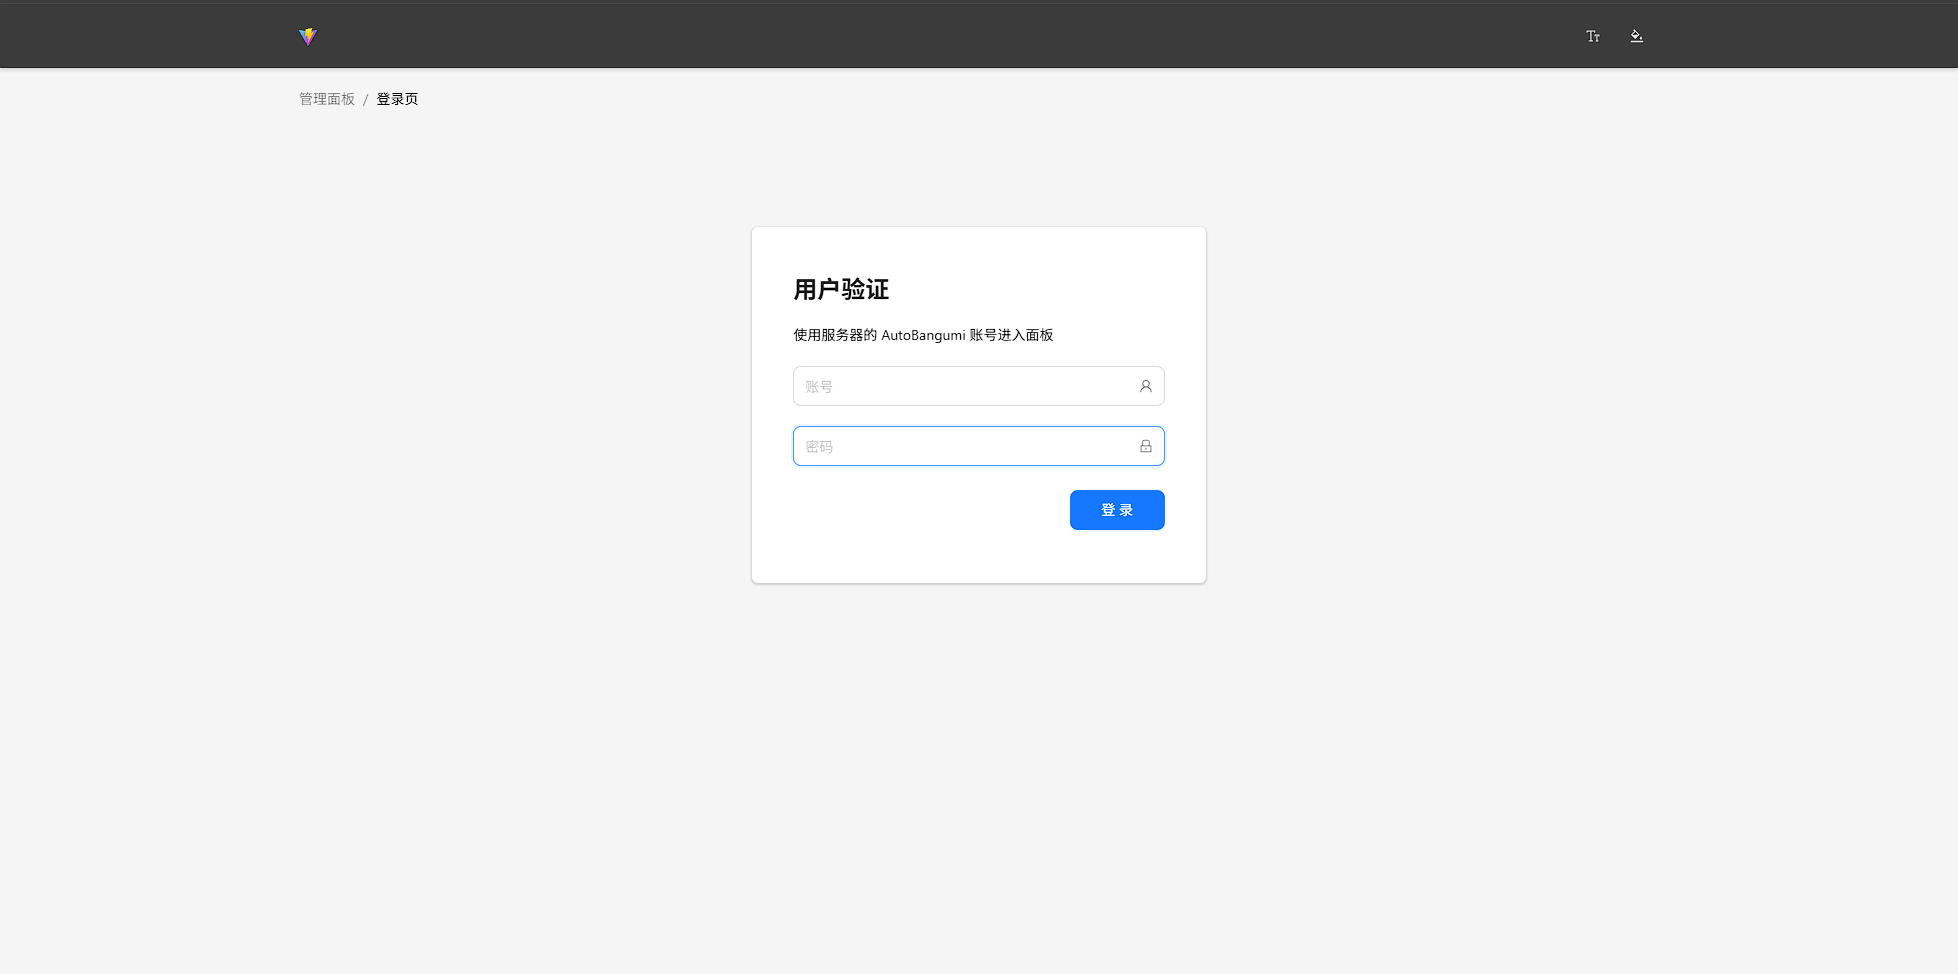 管理面板 / 登录页
用户验证
使用服务器的 AutoBangumi 账号进入面板
账号
密码
登 录